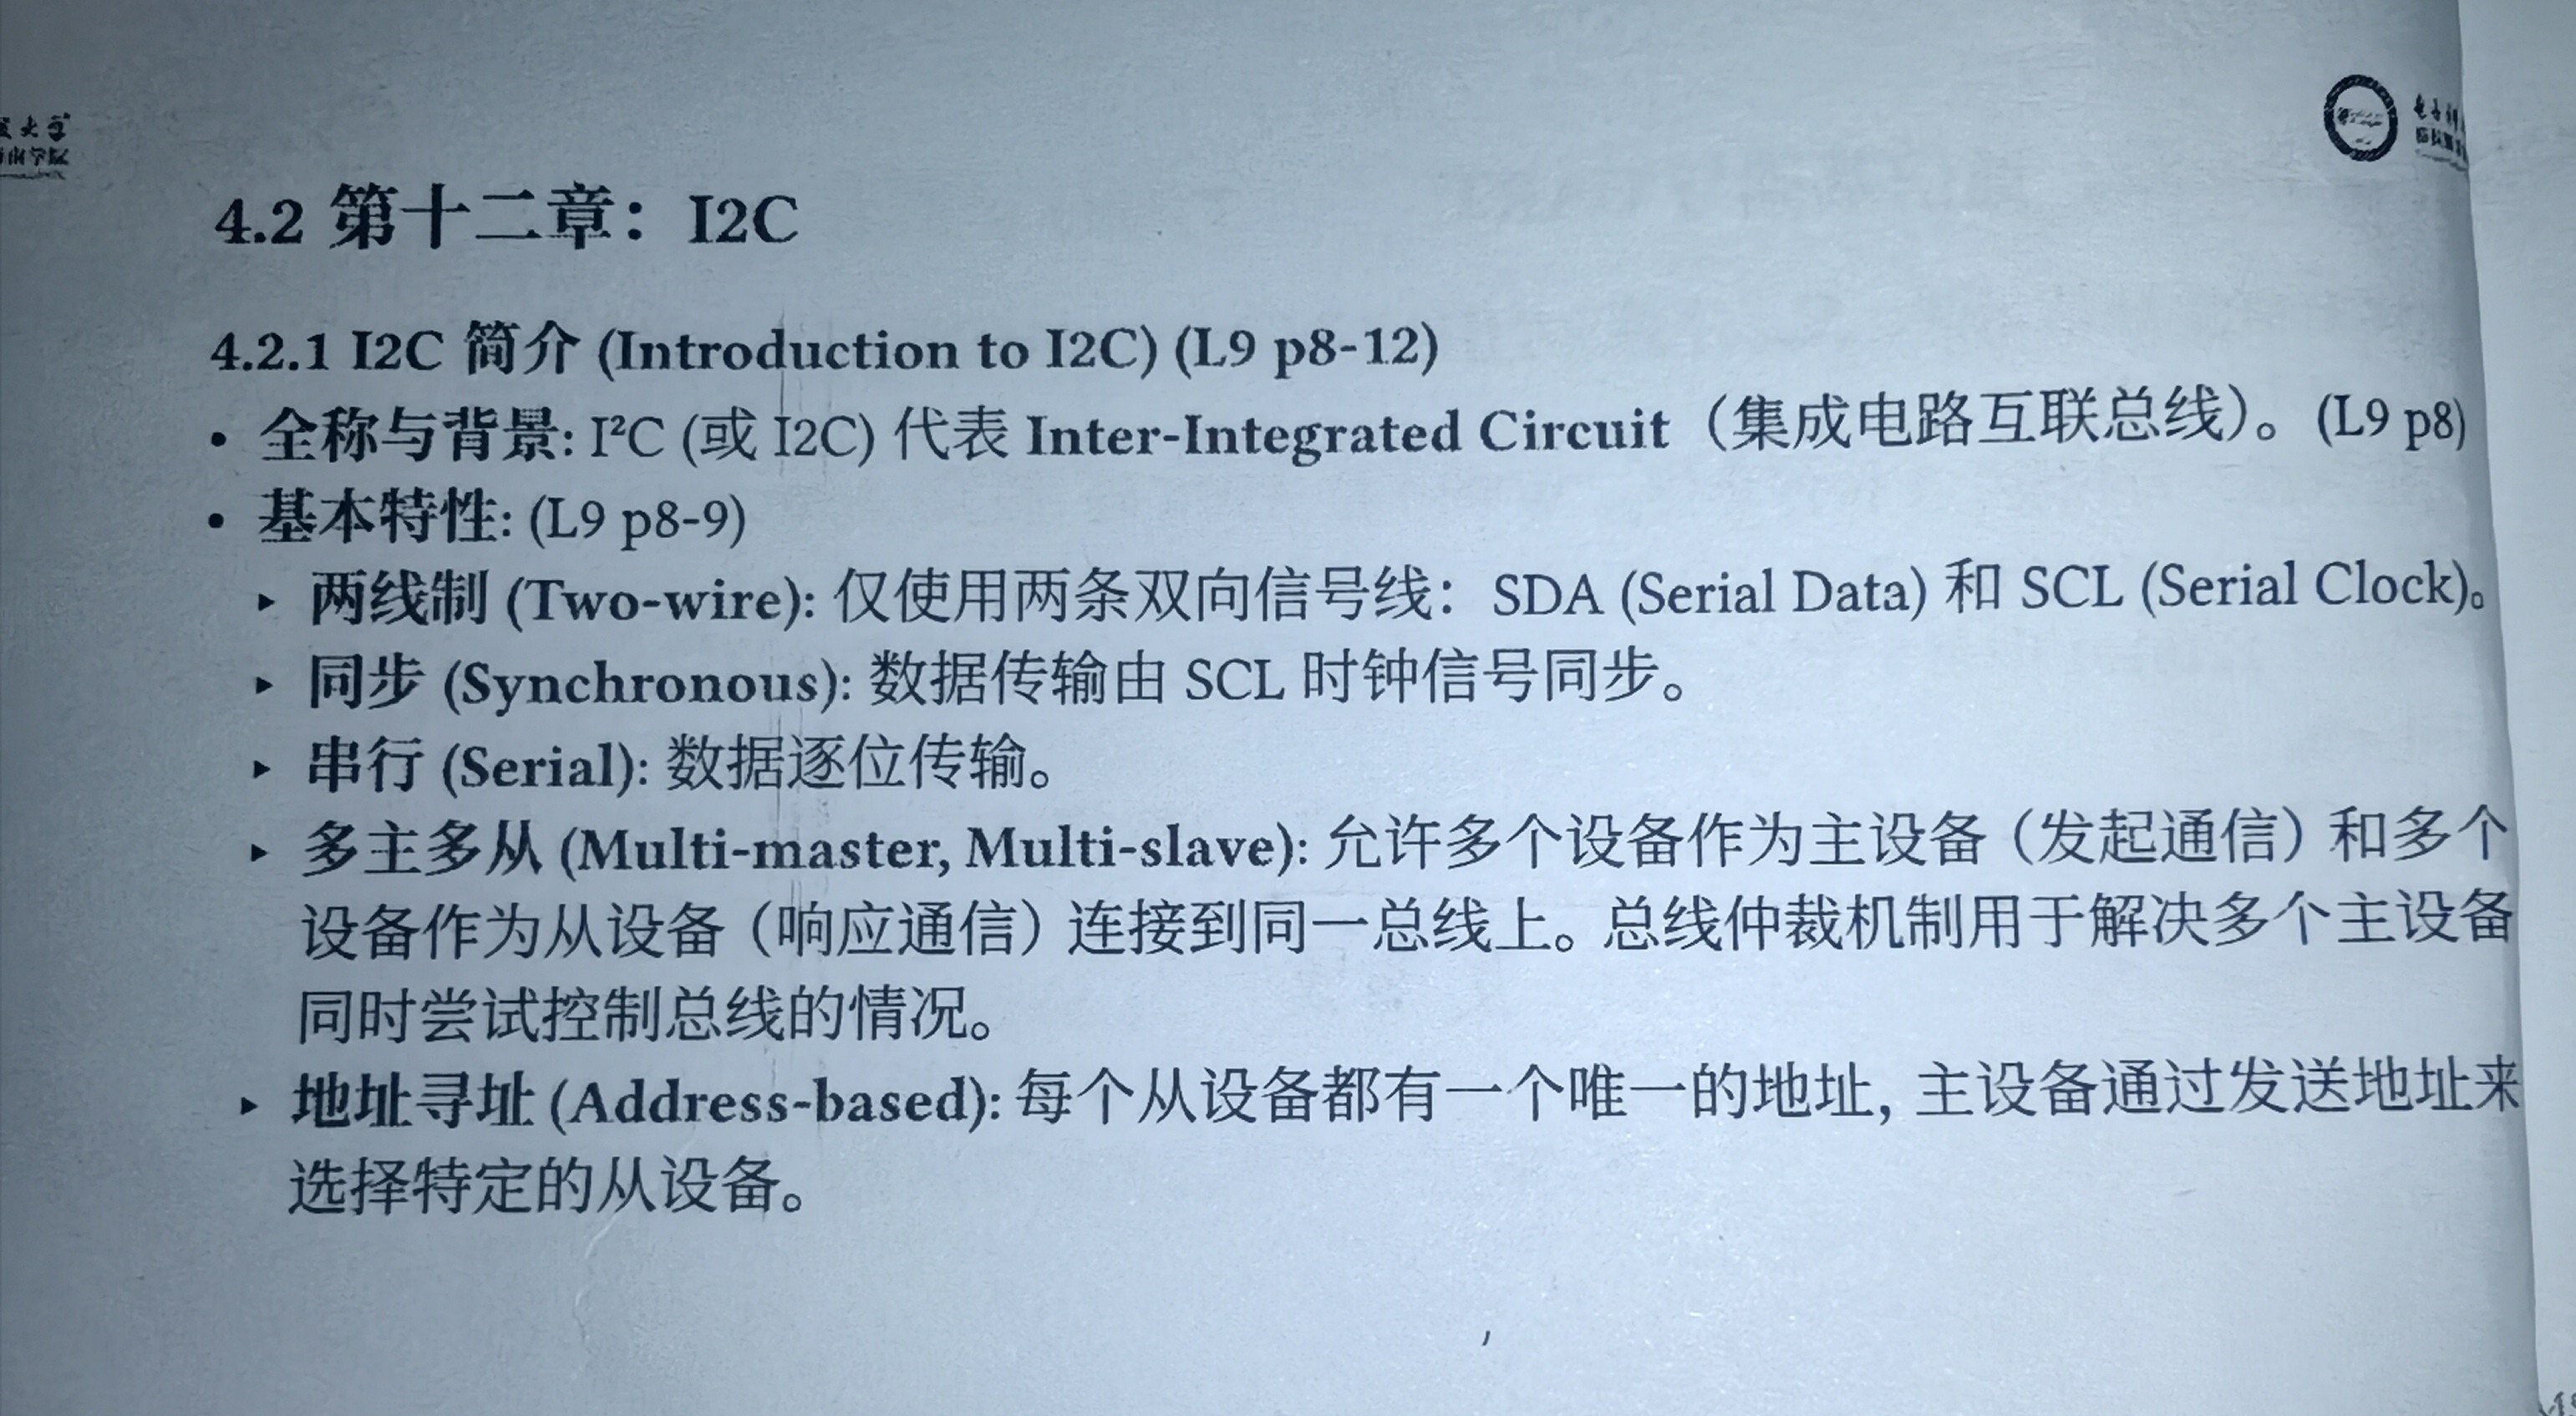 4.2 第十二章：I2C
4.2.1 I2C 简介 (Introduction to I2C) (L9 p8-12)
• 全称与背景: I²C (或 I2C) 代表 Inter-Integrated Circuit（集成电路互联总线）。(L9 p8)
• 基本特性: (L9 p8-9)
‣ 两线制 (Two-wire): 仅使用两条双向信号线：SDA (Serial Data) 和 SCL (Serial Clock)。
‣ 同步 (Synchronous): 数据传输由 SCL 时钟信号同步。
‣ 串行 (Serial): 数据逐位传输。
‣ 多主多从 (Multi-master, Multi-slave): 允许多个设备作为主设备（发起通信）和多个
设备作为从设备（响应通信）连接到同一总线上。总线仲裁机制用于解决多个主设备
同时尝试控制总线的情况。
‣ 地址寻址 (Address-based): 每个从设备都有一个唯一的地址, 主设备通过发送地址来
选择特定的从设备。